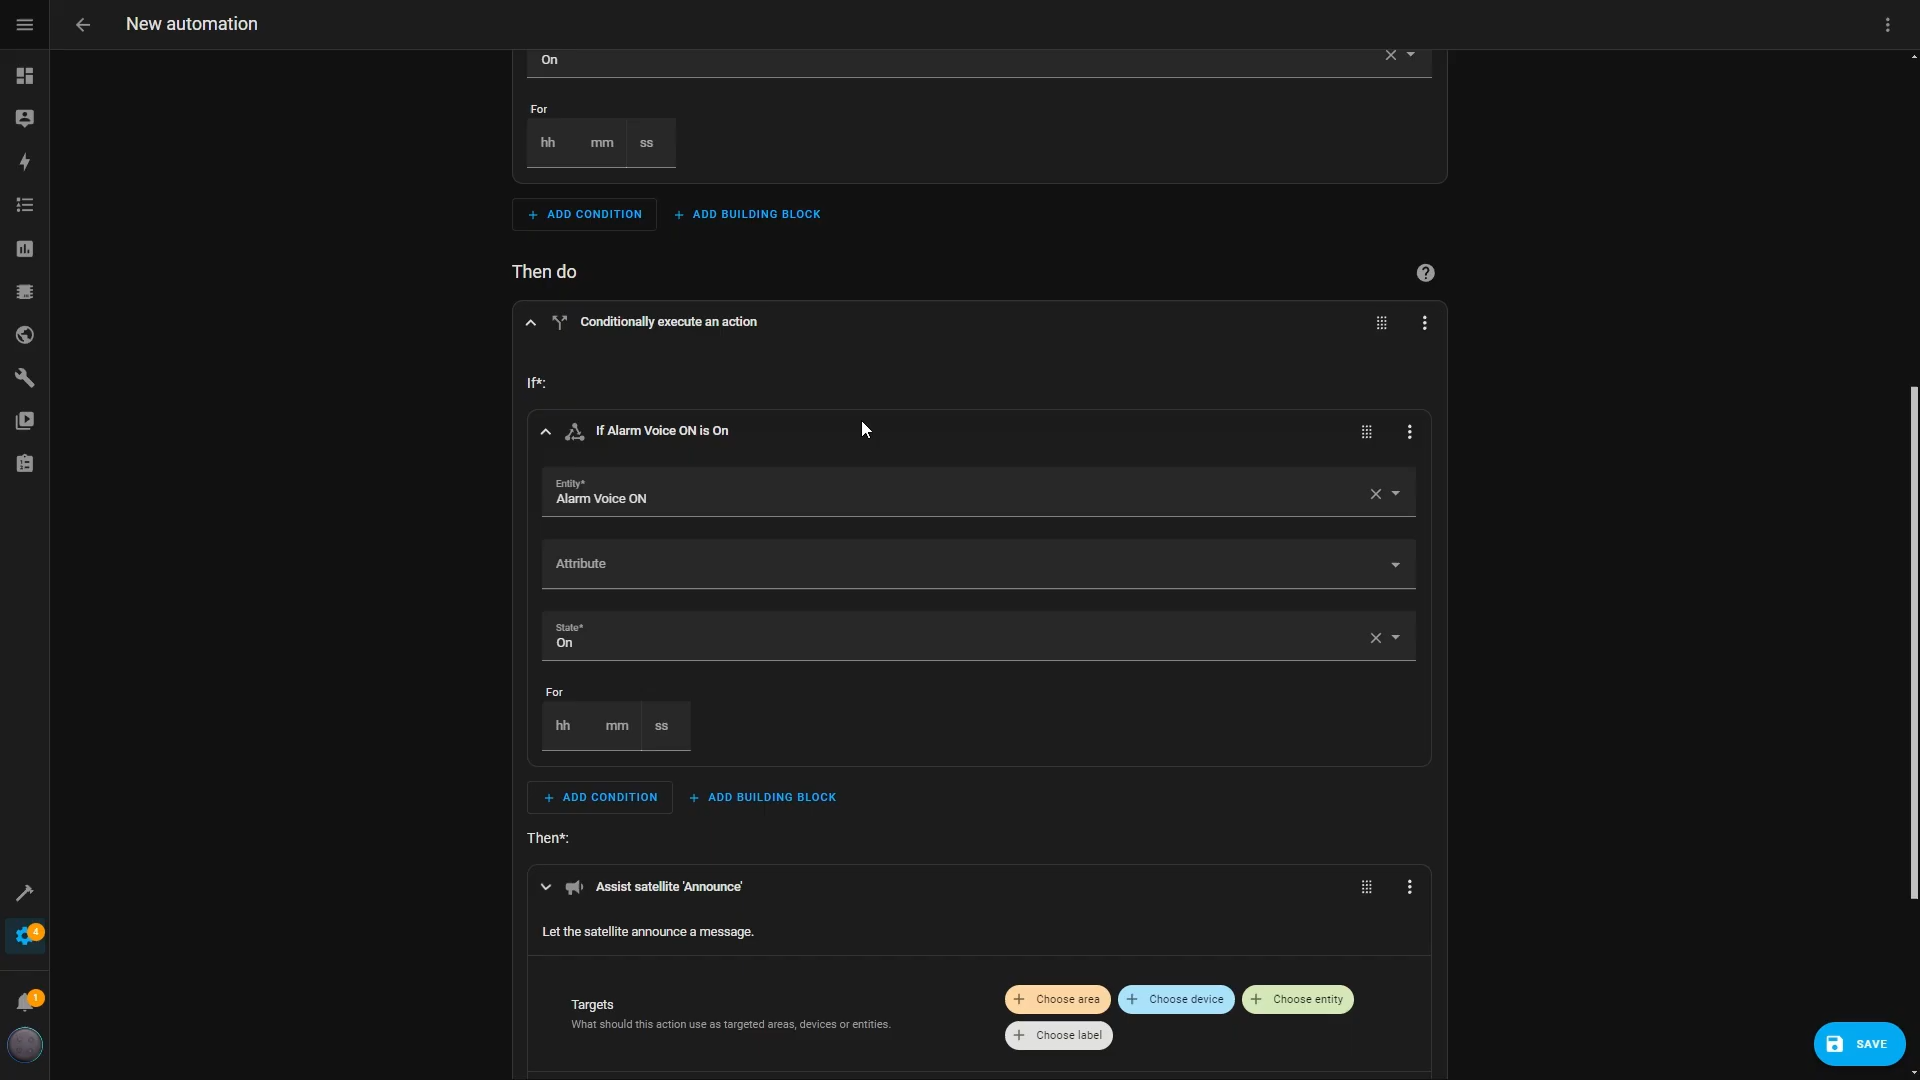 New automation
On
For
hh mm ss
+ ADD CONDITION + ADD BUILDING BLOCK
Then do
?
Conditionally execute an action
If*:
If Alarm Voice ON is On
Entity*
Alarm Voice ON
Attribute
State*
On
For
hh mm ss
+ ADD CONDITION + ADD BUILDING BLOCK
Then*:
Assist satellite 'Announce'
Let the satellite announce a message.
4
Targets
What should this action use as targeted areas, devices or entities.
+ Choose area + Choose device + Choose entity
+ Choose label
1
SAVE